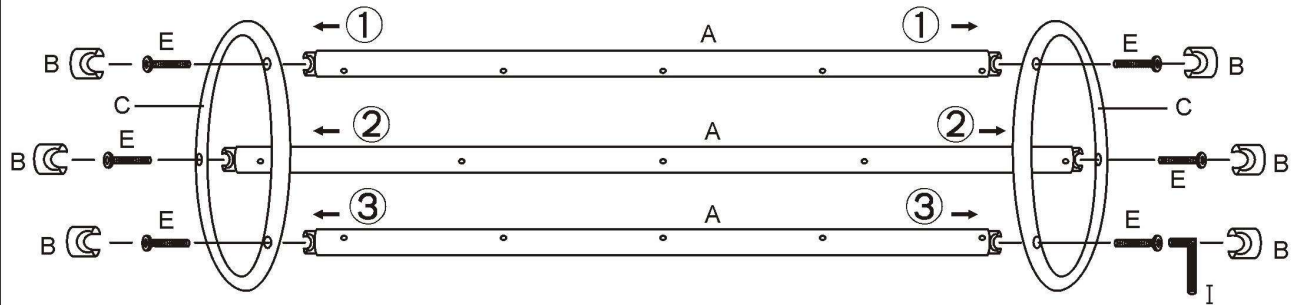 ① A ①
B E E B
C C
② A ②
B E E B
③ A ③
B E E B
I